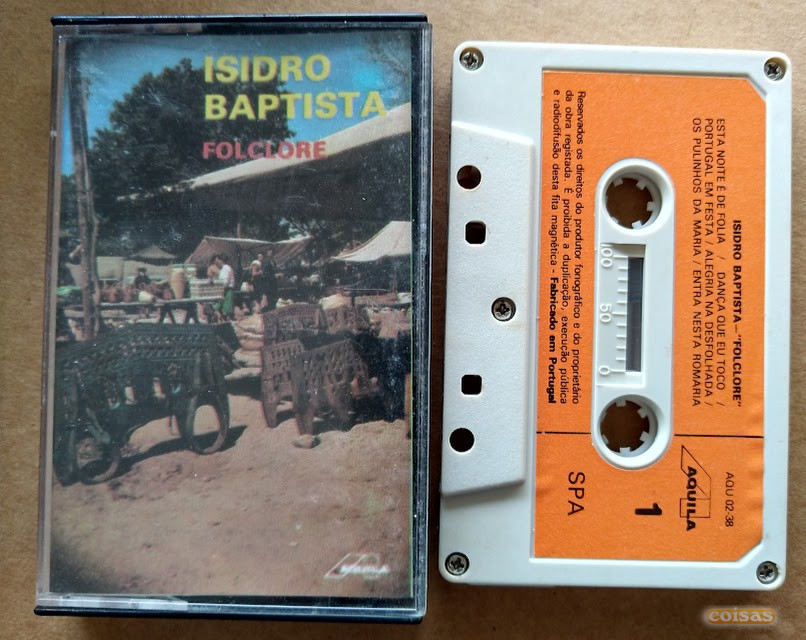 ISIDRO
BAPTISTA
FOLCLORE
AQUILA
ISIDRO BAPTISTA - "FOLCLORE"
ESTA NOITE É DE FOLIA / DANÇA QUE EU TOCO /
PORTUGAL EM FESTA / ALEGRIA NA DESFOLHADA /
OS PULINHOS DA MARIA / ENTRA NESTA ROMARIA
100 50 0
Reservados os direitos do produtor fonográfico e do proprietário
da obra registada. É proibida a duplicação, execução pública
e radiodifusão desta fita magnética - Fabricado em Portugal
AQU 02-38
AQUILA
1
SPA
coisas